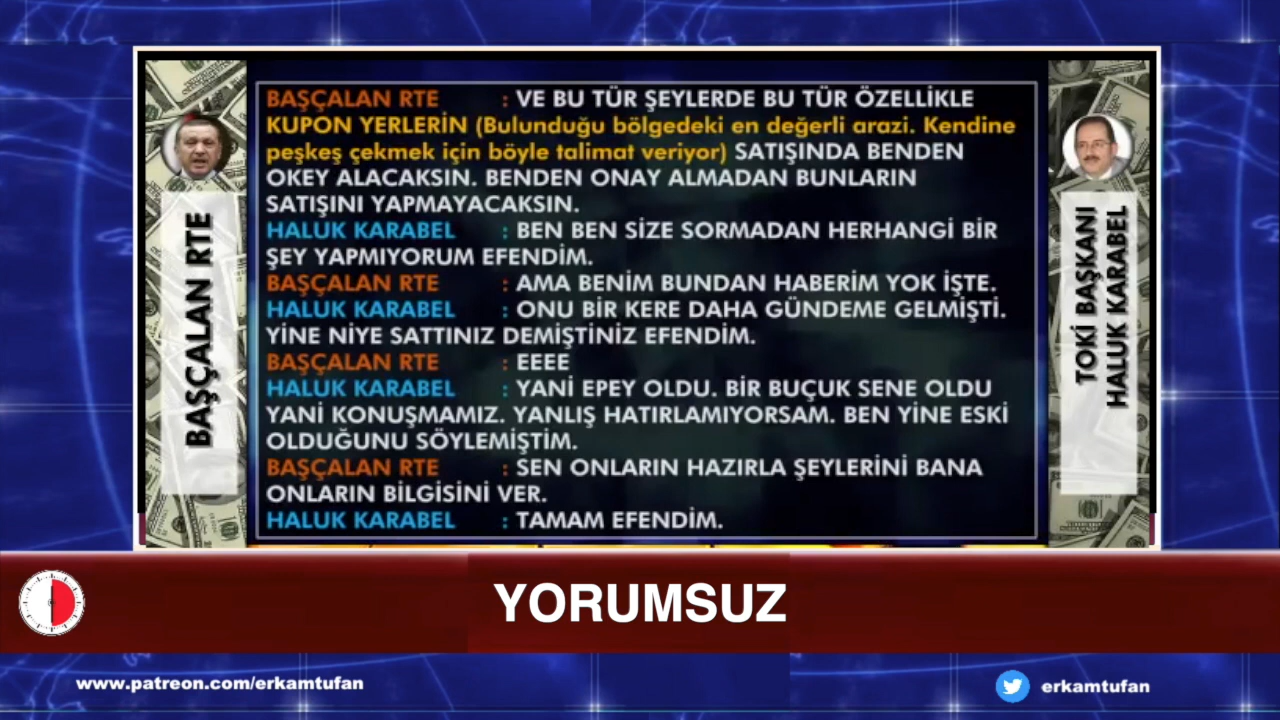 BAŞÇALAN RTE : VE BU TÜR ŞEYLERDE BU TÜR ÖZELLİKLE
KUPON YERLERİN (Bulunduğu bölgedeki en değerli arazi. Kendine
peşkeş çekmek için böyle talimat veriyor) SATIŞINDA BENDEN
OKEY ALACAKSIN. BENDEN ONAY ALMADAN BUNLARIN
SATIŞINI YAPMAYACAKSIN.
HALUK KARABEL : BEN BEN SİZE SORMADAN HERHANGİ BİR
ŞEY YAPMIYORUM EFENDİM.
BAŞÇALAN RTE : AMA BENİM BUNDAN HABERİM YOK İŞTE.
HALUK KARABEL : ONU BİR KERE DAHA GÜNDEME GELMİŞTİ.
YİNE NİYE SATTINIZ DEMİŞTİNİZ EFENDİM.
BAŞÇALAN RTE : EEEE
HALUK KARABEL : YANİ EPEY OLDU. BİR BUÇUK SENE OLDU
YANİ KONUŞMAMIZ. YANLIŞ HATIRLAMIYORSAM. BEN YİNE ESKİ
OLDUĞUNU SÖYLEMİŞTİM.
BAŞÇALAN RTE : SEN ONLARIN HAZIRLA ŞEYLERİNİ BANA
ONLARIN BİLGİSİNİ VER.
HALUK KARABEL : TAMAM EFENDİM.
BAŞÇALAN RTE
TOKİ BAŞKANI
HALUK KARABEL
YORUMSUZ
www.patreon.com/erkamtufan
erkamtufan